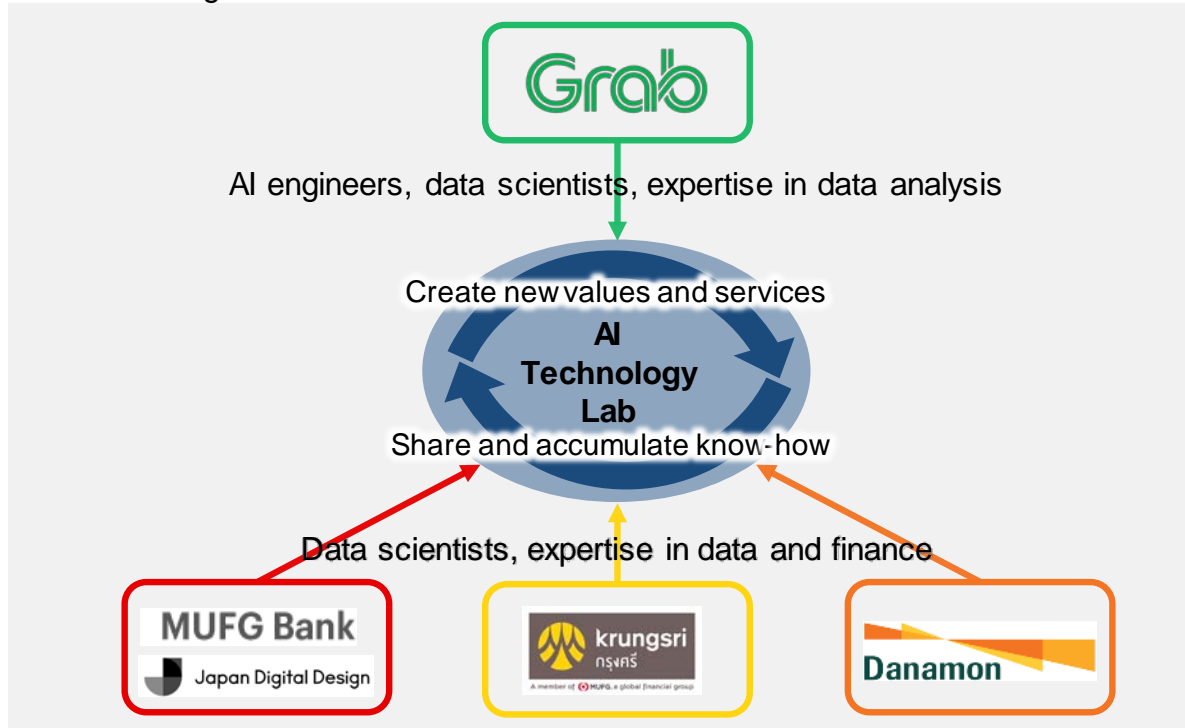 Grab
AI engineers, data scientists, expertise in data analysis
Create new values and services
AI
Technology
Lab
Share and accumulate know-how
Data scientists, expertise in data and finance
MUFG Bank
Japan Digital Design
krungsri
กรุงศรี
A member of MUFG, a global financial group
Danamon